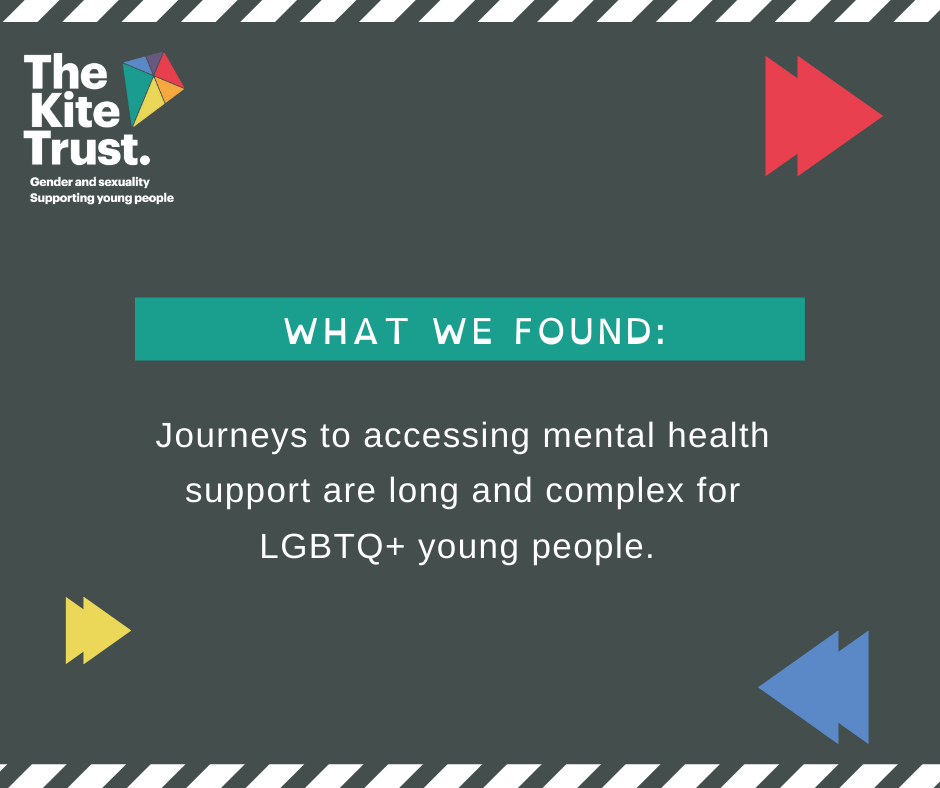 The
Kite
Trust.
Gender and sexuality
Supporting young people
WHAT WE FOUND:
Journeys to accessing mental health
support are long and complex for
LGBTQ+ young people.